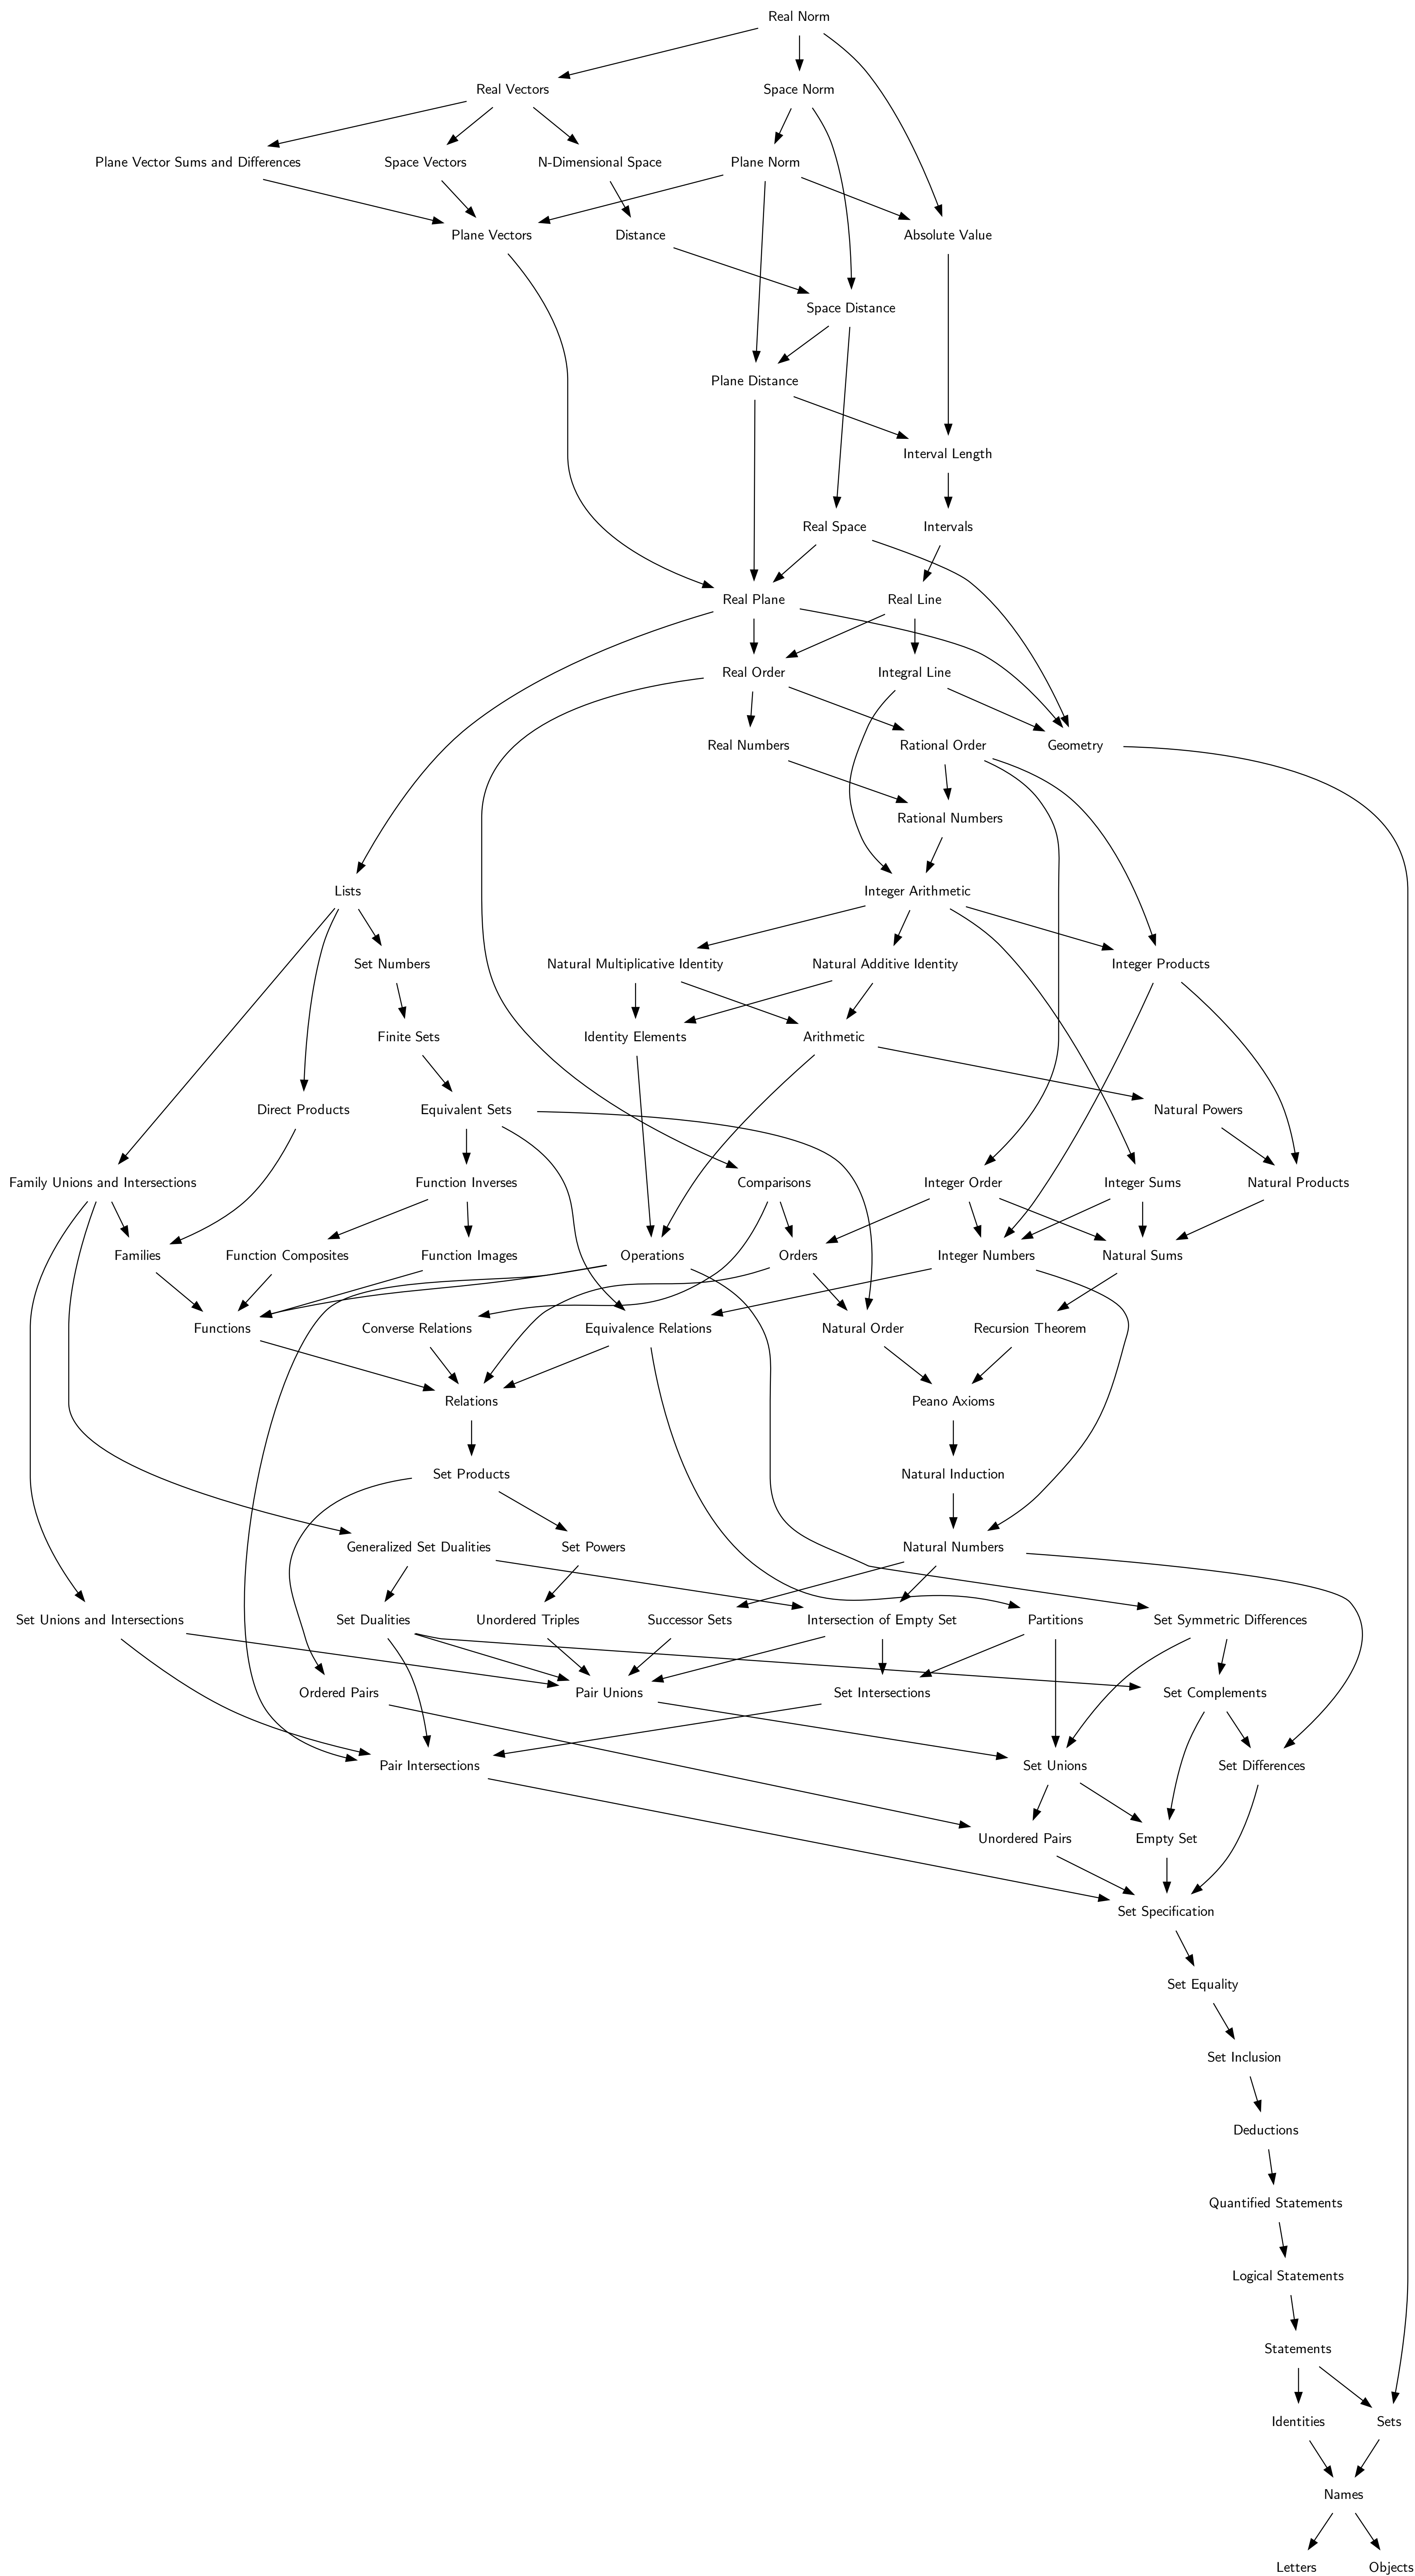 Real Norm
Real Vectors
Space Norm
Plane Vector Sums and Differences
Space Vectors
N-Dimensional Space
Plane Norm
Plane Vectors
Distance
Absolute Value
Space Distance
Plane Distance
Interval Length
Real Space
Intervals
Real Plane
Real Line
Real Order
Integral Line
Real Numbers
Rational Order
Geometry
Rational Numbers
Lists
Integer Arithmetic
Set Numbers
Natural Multiplicative Identity
Natural Additive Identity
Integer Products
Finite Sets
Identity Elements
Arithmetic
Direct Products
Equivalent Sets
Natural Powers
Family Unions and Intersections
Function Inverses
Comparisons
Integer Order
Integer Sums
Natural Products
Families
Function Composites
Function Images
Operations
Orders
Integer Numbers
Natural Sums
Functions
Converse Relations
Equivalence Relations
Natural Order
Recursion Theorem
Relations
Peano Axioms
Set Products
Natural Induction
Generalized Set Dualities
Set Powers
Natural Numbers
Set Unions and Intersections
Set Dualities
Unordered Triples
Successor Sets
Intersection of Empty Set
Partitions
Set Symmetric Differences
Ordered Pairs
Pair Unions
Set Intersections
Set Complements
Pair Intersections
Set Unions
Set Differences
Unordered Pairs
Empty Set
Set Specification
Set Equality
Set Inclusion
Deductions
Quantified Statements
Logical Statements
Statements
Identities
Sets
Names
Letters
Objects